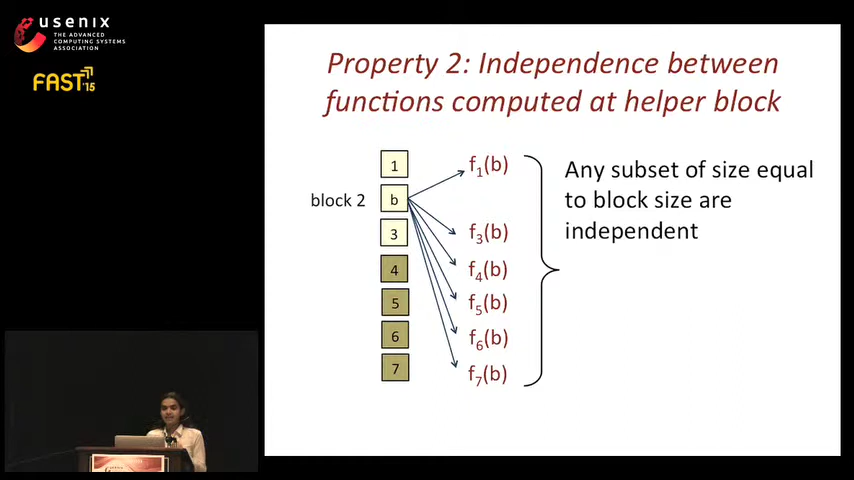 usenix
THE ADVANCED
COMPUTING SYSTEMS
ASSOCIATION
FAST'15
Property 2: Independence between
functions computed at helper block
1
block 2
b
3
4
5
6
7
f1(b)
f3(b)
f4(b)
f5(b)
f6(b)
f7(b)
Any subset of size equal
to block size are
independent